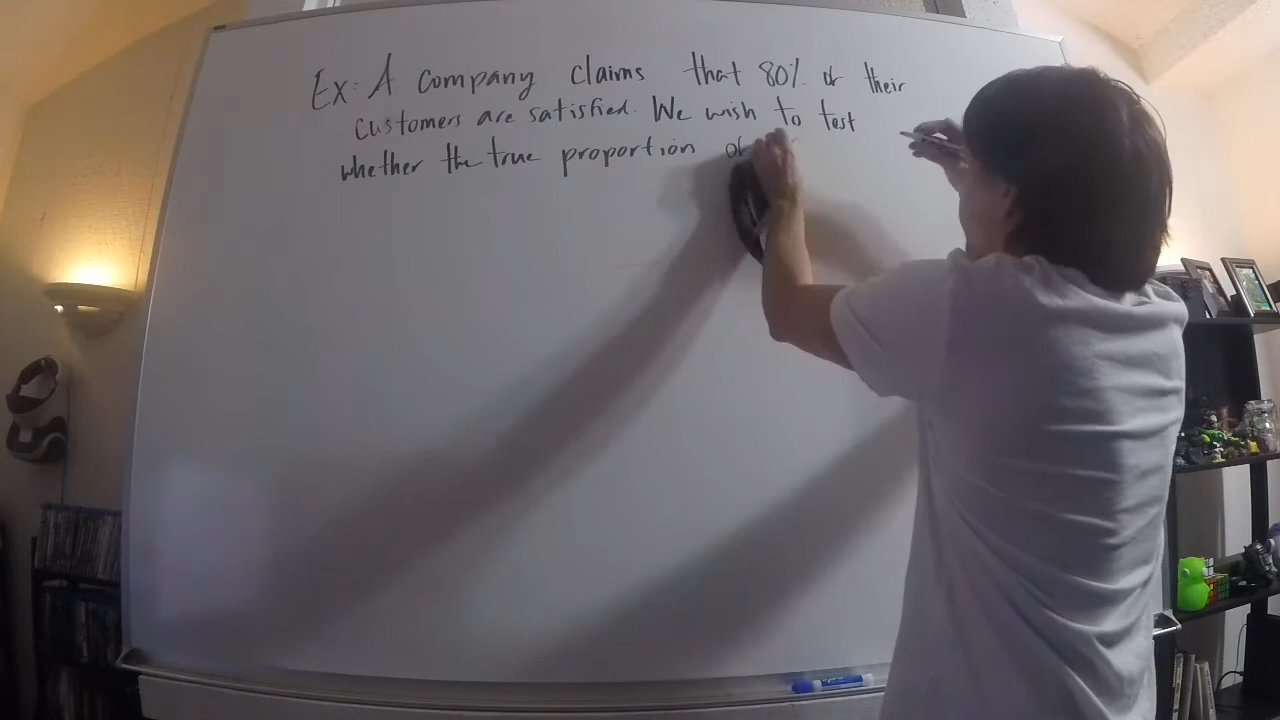 Ex: A company claims that 80% of their
customers are satisfied. We wish to test
whether the true proportion of